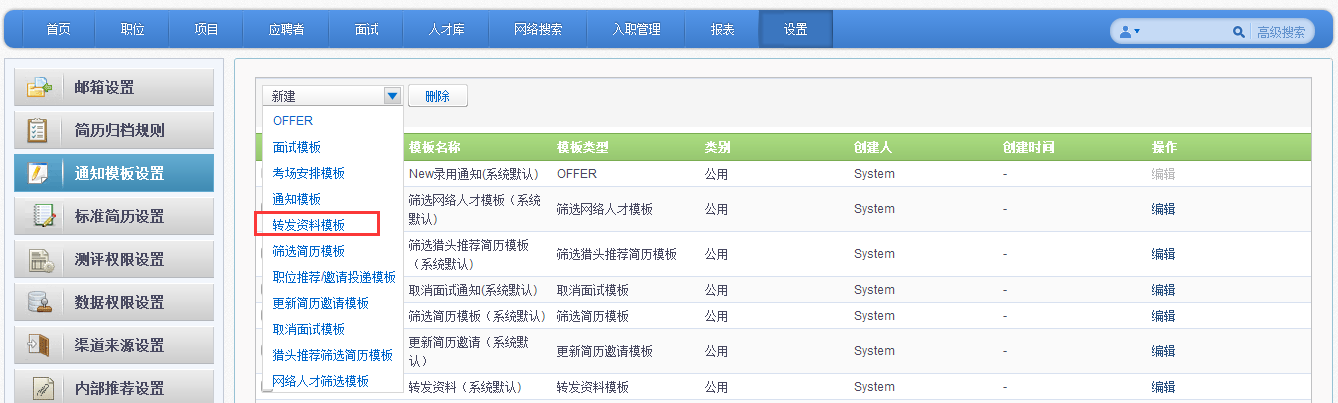 首页 职位 项目 应聘者 面试 人才库 网络搜索 入职管理 报表 设置 高级搜索
邮箱设置
简历归档规则
通知模板设置
标准简历设置
测评权限设置
数据权限设置
渠道来源设置
内部推荐设置
新建 删除
OFFER
面试模板
考场安排模板
通知模板
转发资料模板
筛选简历模板
职位推荐/邀请投递模板
更新简历邀请模板
取消面试模板
猎头推荐筛选简历模板
网络人才筛选模板
模板名称 模板类型 类别 创建人 创建时间 操作
New录用通知(系统默认) OFFER 公用 System - 编辑
筛选网络人才模板（系统
默认） 筛选网络人才模板 公用 System - 编辑
筛选猎头推荐简历模板
（系统默认） 筛选猎头推荐简历模板 公用 System - 编辑
取消面试通知(系统默认) 取消面试模板 公用 System - 编辑
筛选简历模板（系统默认） 筛选简历模板 公用 System - 编辑
更新简历邀请（系统默
认） 更新简历邀请模板 公用 System - 编辑
转发资料（系统默认） 转发资料模板 公用 System - 编辑